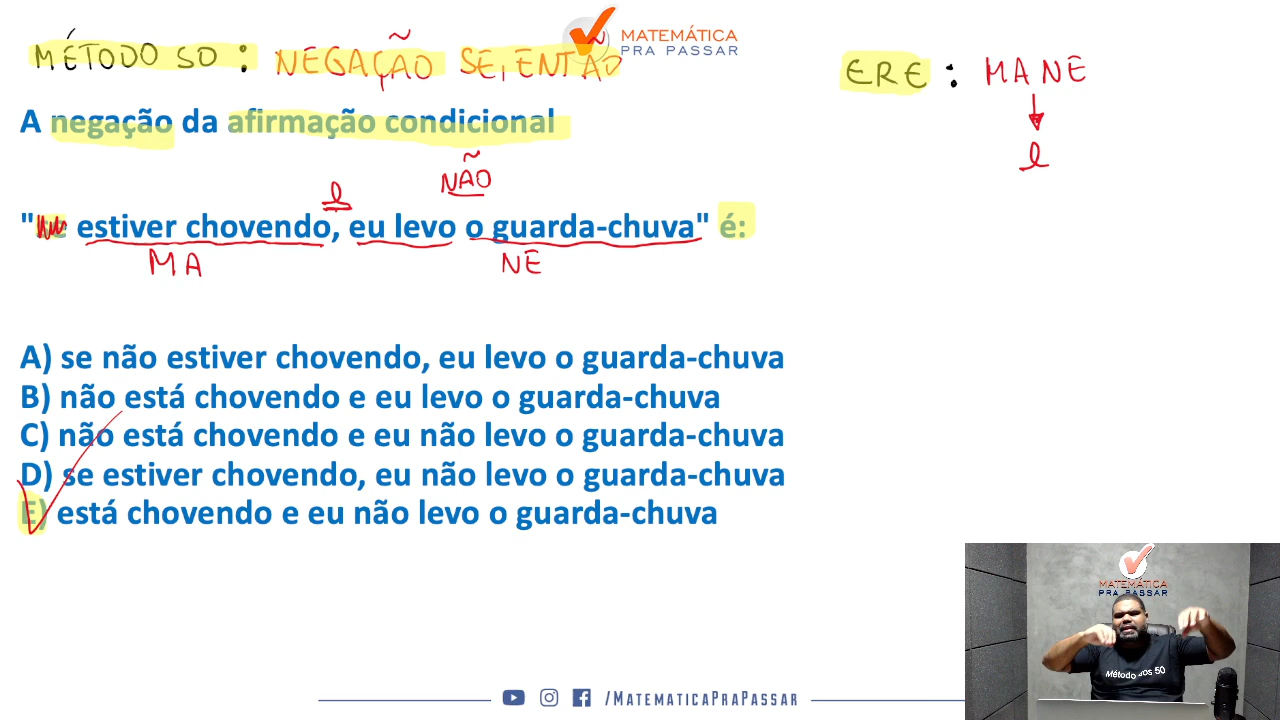 MATEMÁTICA
PRA PASSAR
MÉTODO SO : NEGAÇÃO SE, ENTÃO
~
~
ERE : MANE
e
A negação da afirmação condicional
~
NÃO
e
"se estiver chovendo, eu levo o guarda-chuva" é:
MA
NE
A) se não estiver chovendo, eu levo o guarda-chuva
B) não está chovendo e eu levo o guarda-chuva
C) não está chovendo e eu não levo o guarda-chuva
D) se estiver chovendo, eu não levo o guarda-chuva
E) está chovendo e eu não levo o guarda-chuva
MATEMÁTICA
PRA PASSAR
Método dos 50
/MatematicaPraPassar